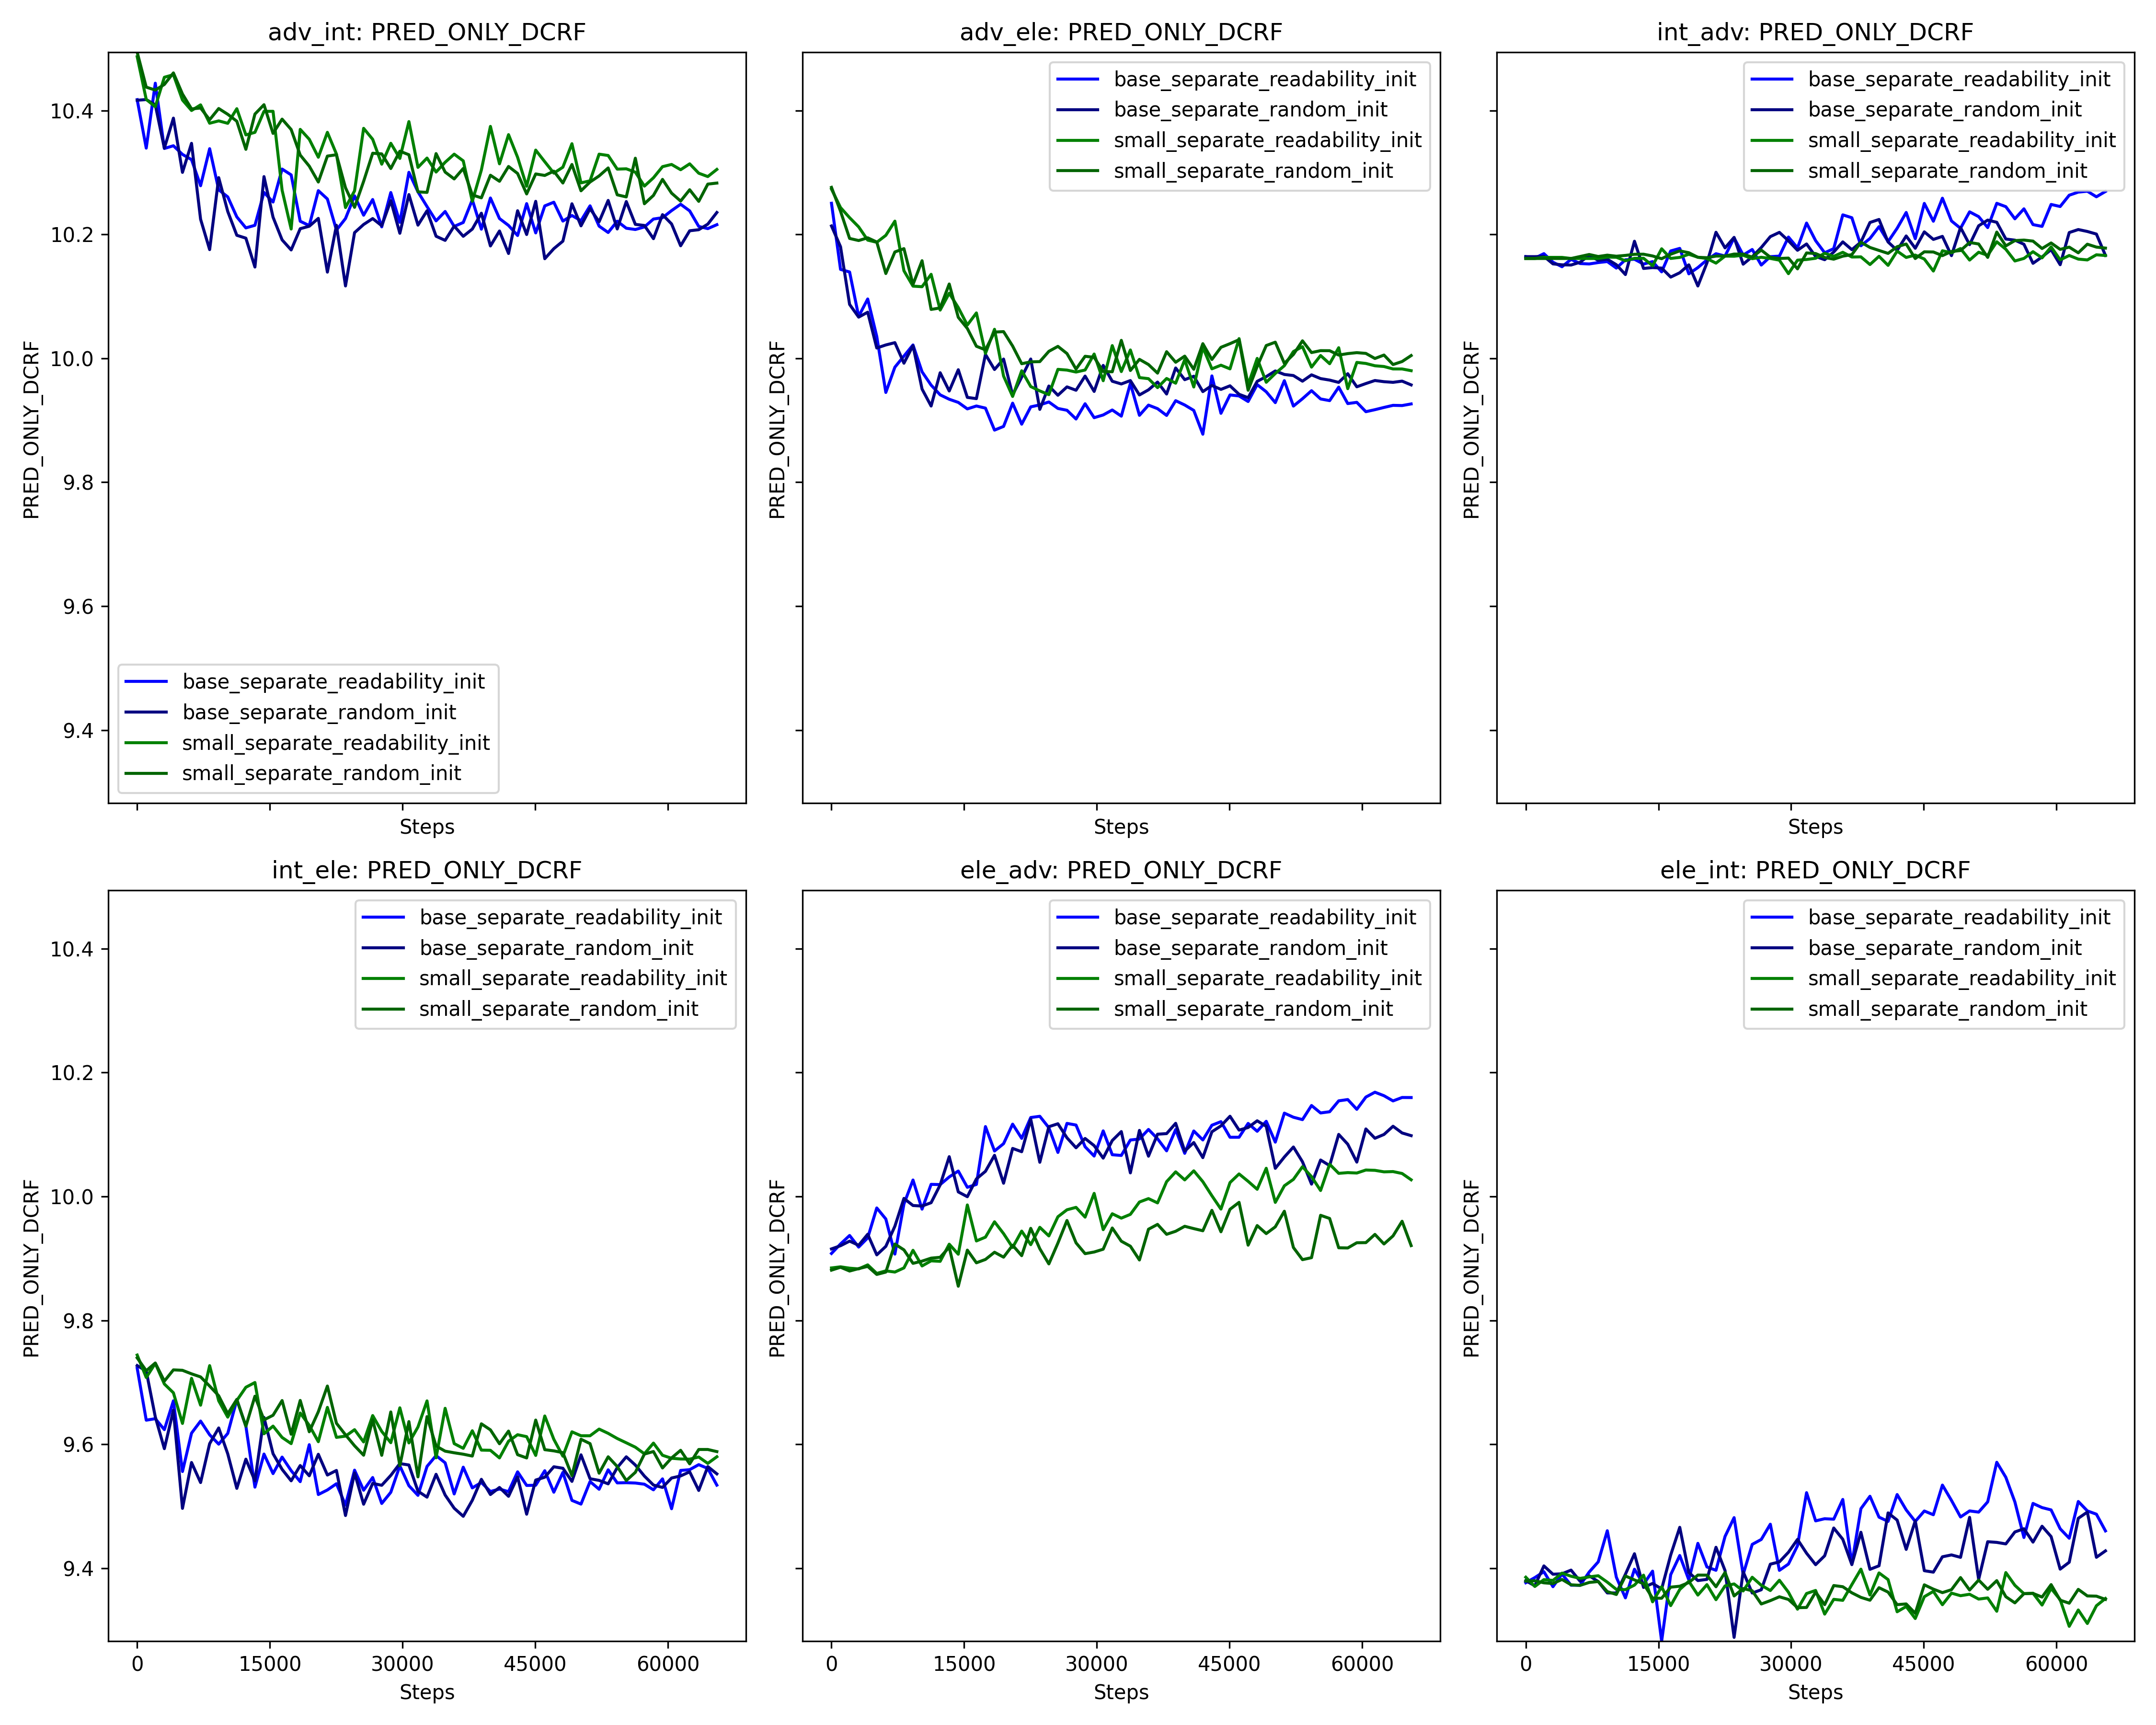 adv_int: PRED_ONLY_DCRF
adv_ele: PRED_ONLY_DCRF
int_adv: PRED_ONLY_DCRF
PRED_ONLY_DCRF
10.4
10.2
10.0
9.8
9.6
9.4
base_separate_readability_init
base_separate_random_init
small_separate_readability_init
small_separate_random_init
Steps
PRED_ONLY_DCRF
base_separate_readability_init
base_separate_random_init
small_separate_readability_init
small_separate_random_init
Steps
PRED_ONLY_DCRF
base_separate_readability_init
base_separate_random_init
small_separate_readability_init
small_separate_random_init
Steps
int_ele: PRED_ONLY_DCRF
ele_adv: PRED_ONLY_DCRF
ele_int: PRED_ONLY_DCRF
PRED_ONLY_DCRF
10.4
10.2
10.0
9.8
9.6
9.4
base_separate_readability_init
base_separate_random_init
small_separate_readability_init
small_separate_random_init
0 15000 30000 45000 60000
Steps
PRED_ONLY_DCRF
base_separate_readability_init
base_separate_random_init
small_separate_readability_init
small_separate_random_init
0 15000 30000 45000 60000
Steps
PRED_ONLY_DCRF
base_separate_readability_init
base_separate_random_init
small_separate_readability_init
small_separate_random_init
0 15000 30000 45000 60000
Steps